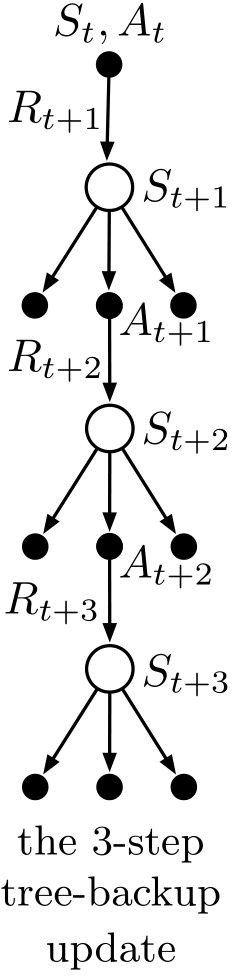 S_t, A_t
R_{t+1}
S_{t+1}
A_{t+1}
R_{t+2}
S_{t+2}
A_{t+2}
R_{t+3}
S_{t+3}
the 3-step
tree-backup
update